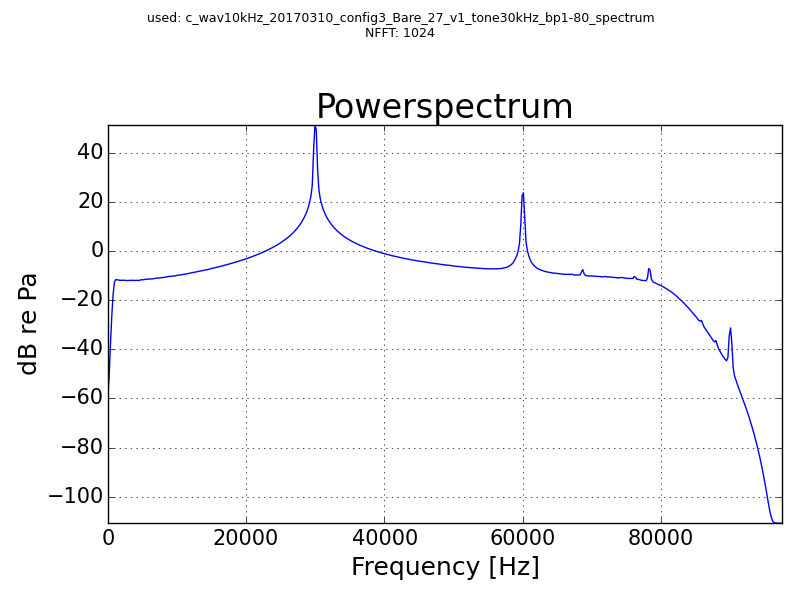 used: c_wav10kHz_20170310_config3_Bare_27_v1_tone30kHz_bp1-80_spectrum
NFFT: 1024
Powerspectrum
40
20
0
−20
−40
−60
−80
−100
dB re Pa
0 20000 40000 60000 80000
Frequency [Hz]